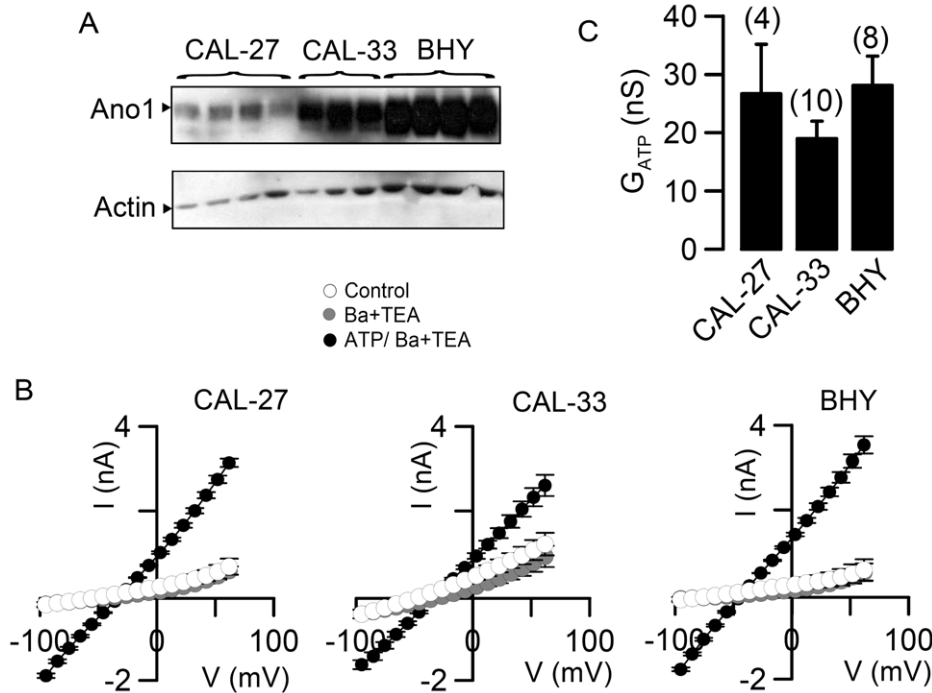 A
CAL-27 CAL-33 BHY
Ano1
Actin
C
G_ATP (nS)
40
30
20
10
0
(4)
(10)
(8)
CAL-27
CAL-33
BHY
Control
Ba+TEA
ATP/ Ba+TEA
B
CAL-27
4
I (nA)
-100 0 100
V (mV)
-2
CAL-33
4
I (nA)
-100 0 100
V (mV)
-2
BHY
4
I (nA)
-100 0 100
V (mV)
-2